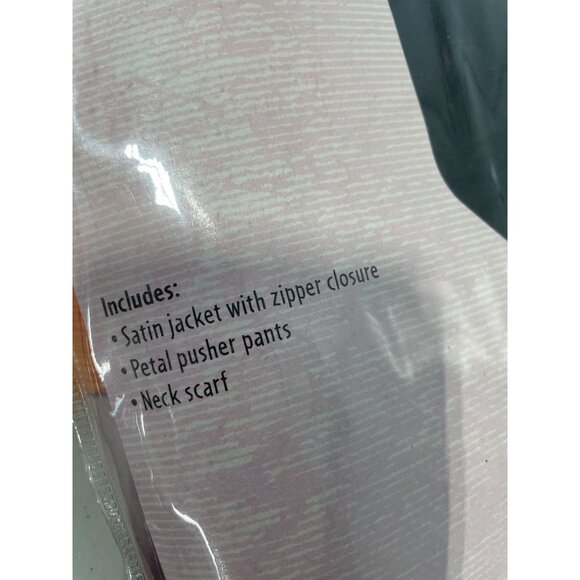 Includes:
• Satin jacket with zipper closure
• Petal pusher pants
• Neck scarf